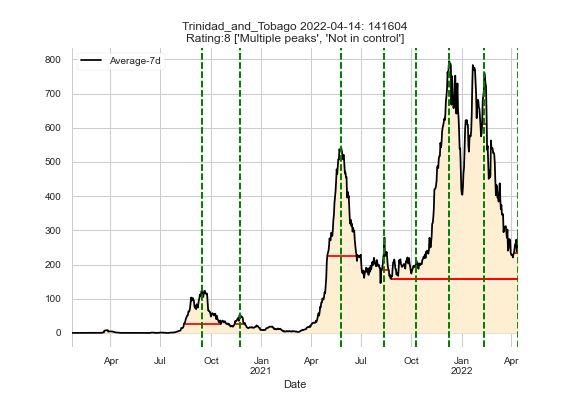 Trinidad_and_Tobago 2022-04-14: 141604
Rating:8 ['Multiple peaks', 'Not in control']
Average-7d
800
700
600
500
400
300
200
100
0
Apr Jul Oct Jan Apr Jul Oct Jan Apr
2021 2022
Date